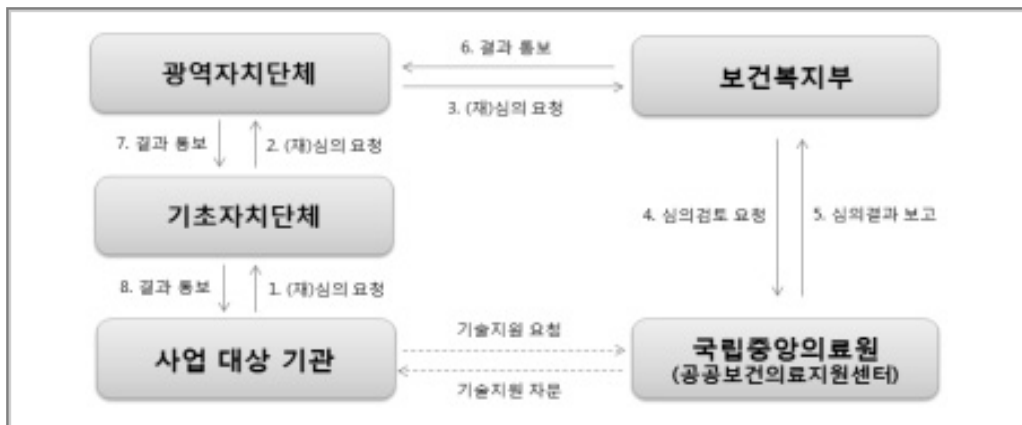 6. 결과 통보
광역자치단체
보건복지부
3. (재)심의 요청
7. 결과 통보
2. (재)심의 요청
기초자치단체
4. 심의검토 요청
5. 심의결과 보고
8. 결과 통보
1. (재)심의 요청
기술지원 요청
사업 대상 기관
국립중앙의료원
(공공보건의료지원센터)
기술지원 자문